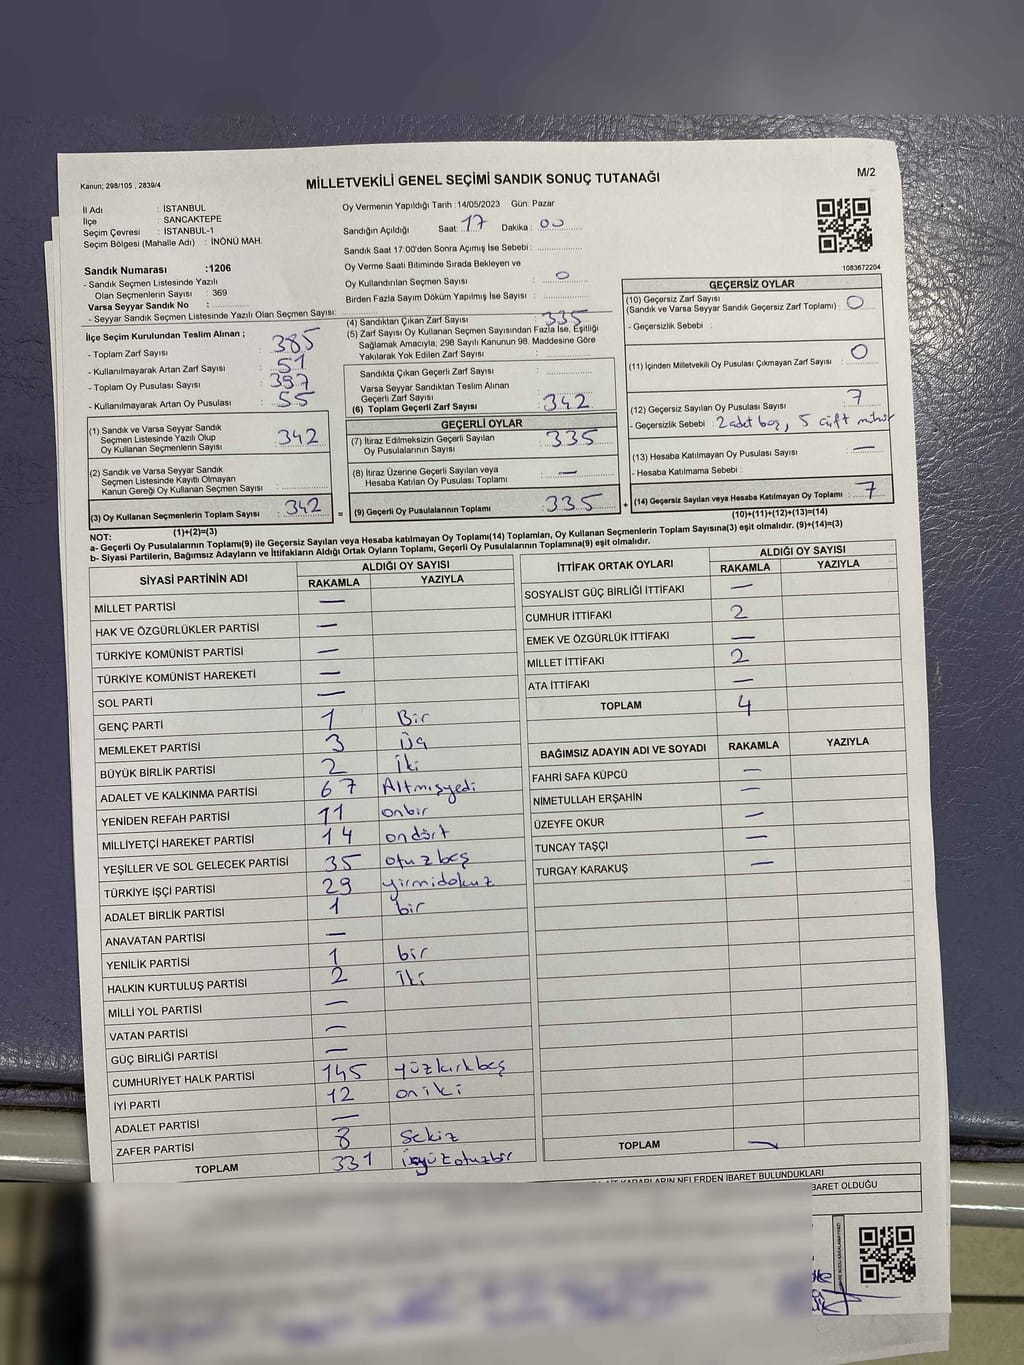 Kanun; 298/105 , 2839/4
MİLLETVEKİLİ GENEL SEÇİMİ SANDIK SONUÇ TUTANAĞI
M/2
İl Adı : İSTANBUL
İlçe : SANCAKTEPE
Seçim Çevresi : İSTANBUL-1
Seçim Bölgesi (Mahalle Adı) : İNÖNÜ MAH.
Sandık Numarası :1206
- Sandık Seçmen Listesinde Yazılı
Olan Seçmenlerin Sayısı : 369
Varsa Seyyar Sandık No :
- Seyyar Sandık Seçmen Listesinde Yazılı Olan Seçmen Sayısı:
Oy Vermenin Yapıldığı Tarih :14/05/2023 Gün: Pazar
Sandığın Açıldığı Saat: 17 Dakika : 00
Sandık Saat 17:00'den Sonra Açımış İse Sebebi :
Oy Verme Saati Bitiminde Sırada Bekleyen ve
Oy Kullandırılan Seçmen Sayısı : 0
Birden Fazla Sayım Döküm Yapılmış İse Sayısı :
1083672204
İlçe Seçim Kurulundan Teslim Alınan ;
- Toplam Zarf Sayısı : 385
- Kullanılmayarak Artan Zarf Sayısı : 51
- Toplam Oy Pusulası Sayısı : 397
- Kullanılmayarak Artan Oy Pusulası : 55
(4) Sandıktan Çıkan Zarf Sayısı : 335
(5) Zarf Sayısı Oy Kullanan Seçmen Sayısından Fazla İse, Eşitliği
Sağlamak Amacıyla; 298 Sayılı Kanunun 98. Maddesine Göre
Yakılarak Yok Edilen Zarf Sayısı :
Sandıkta Çıkan Geçerli Zarf Sayısı :
Varsa Seyyar Sandıktan Teslim Alınan
Geçerli Zarf Sayısı :
(6) Toplam Geçerli Zarf Sayısı : 342
GEÇERSİZ OYLAR
(10) Geçersiz Zarf Sayısı
(Sandık ve Varsa Seyyar Sandık Geçersiz Zarf Toplamı) : 0
- Geçersizlik Sebebi :
(11) İçinden Milletvekili Oy Pusulası Çıkmayan Zarf Sayısı : 0
(12) Geçersiz Sayılan Oy Pusulası Sayısı : 7
- Geçersizlik Sebebi : 2 adet boş, 5 çift mühür
(13) Hesaba Katılmayan Oy Pusulası Sayısı : —
- Hesaba Katılmama Sebebi :
(14) Geçersiz Sayılan veya Hesaba Katılmayan Oy Toplamı : 7
(10)+(11)+(12)+(13)=(14)
(1) Sandık ve Varsa Seyyar Sandık
Seçmen Listesinde Yazılı Olup
Oy Kullanan Seçmenlerin Sayısı : 342
(2) Sandık ve Varsa Seyyar Sandık
Seçmen Listesinde Kayıtlı Olmayan
Kanun Gereği Oy Kullanan Seçmen Sayısı :
(3) Oy Kullanan Seçmenlerin Toplam Sayısı : 342 =
(1)+(2)=(3)
GEÇERLİ OYLAR
(7) İtiraz Edilmeksizin Geçerli Sayılan
Oy Pusulalarının Sayısı : 335
(8) İtiraz Üzerine Geçerli Sayılan veya
Hesaba Katılan Oy Pusulası Toplamı : —
(9) Geçerli Oy Pusulalarının Toplamı : 335 +
NOT:
a- Geçerli Oy Pusulalarının Toplamı(9) ile Geçersiz Sayılan veya Hesaba katılmayan Oy Toplamı(14) Toplamları, Oy Kullanan Seçmenlerin Toplam Sayısına(3) eşit olmalıdır. (9)+(14)=(3)
b- Siyasi Partilerin, Bağımsız Adayların ve İttifakların Aldığı Ortak Oyların Toplamı, Geçerli Oy Pusulalarının Toplamına(9) eşit olmalıdır.
SİYASİ PARTİNİN ADI ALDIĞI OY SAYISI
RAKAMLA YAZIYLA
MİLLET PARTİSİ —
HAK VE ÖZGÜRLÜKLER PARTİSİ —
TÜRKİYE KOMÜNİST PARTİSİ —
TÜRKİYE KOMÜNİST HAREKETİ —
SOL PARTİ —
GENÇ PARTİ 1 Bir
MEMLEKET PARTİSİ 3 Üç
BÜYÜK BİRLİK PARTİSİ 2 İki
ADALET VE KALKINMA PARTİSİ 67 Altmışyedi
YENİDEN REFAH PARTİSİ 11 onbir
MİLLİYETÇİ HAREKET PARTİSİ 14 ondört
YEŞİLLER VE SOL GELECEK PARTİSİ 35 otuzbeş
TÜRKİYE İŞÇİ PARTİSİ 29 yirmidokuz
ADALET BİRLİK PARTİSİ 1 bir
ANAVATAN PARTİSİ —
YENİLİK PARTİSİ 1 bir
HALKIN KURTULUŞ PARTİSİ 2 İki
MİLLİ YOL PARTİSİ —
VATAN PARTİSİ —
GÜÇ BİRLİĞİ PARTİSİ —
CUMHURİYET HALK PARTİSİ 145 yüzkırkbeş
İYİ PARTİ 12 oniki
ADALET PARTİSİ —
ZAFER PARTİSİ 8 Sekiz
TOPLAM 331 üçyüzotuzbir
İTTİFAK ORTAK OYLARI ALDIĞI OY SAYISI
RAKAMLA YAZIYLA
SOSYALİST GÜÇ BİRLİĞİ İTTİFAKI —
CUMHUR İTTİFAKI 2
EMEK VE ÖZGÜRLÜK İTTİFAKI —
MİLLET İTTİFAKI 2
ATA İTTİFAKI —
TOPLAM 4
BAĞIMSIZ ADAYIN ADI VE SOYADI RAKAMLA YAZIYLA
FAHRİ SAFA KÜPCÜ —
NİMETULLAH ERŞAHİN —
ÜZEYFE OKUR —
TUNCAY TAŞÇI —
TURGAY KARAKUŞ —
TOPLAM —
KARARLARIN NELERDEN İBARET BULUNDUKLARI
BARET OLDUĞU